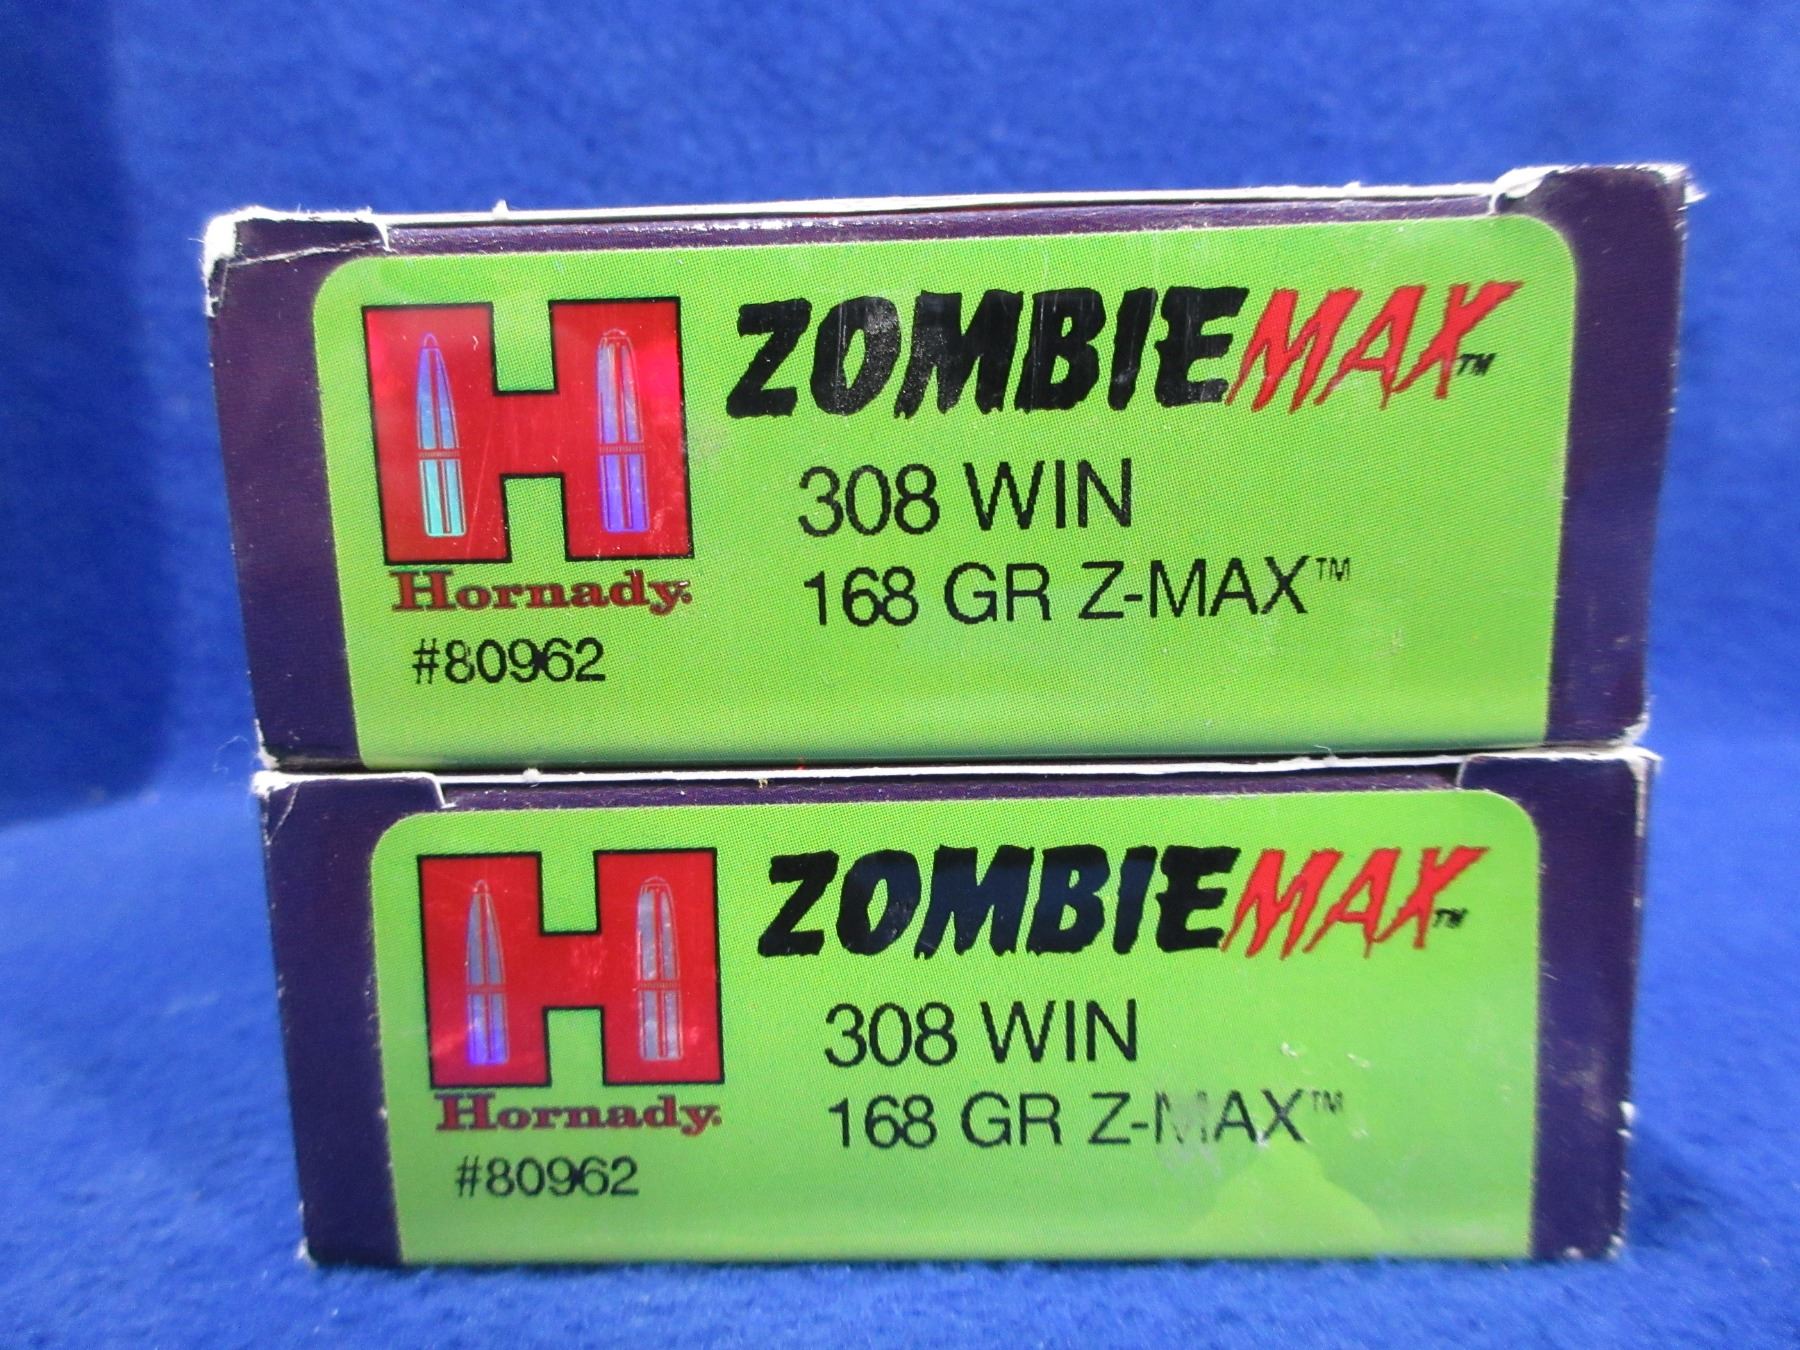 ZOMBIEMAX™
308 WIN
168 GR Z-MAX™
Hornady.
#80962
ZOMBIEMAX™
308 WIN
168 GR Z-MAX™
Hornady.
#80962